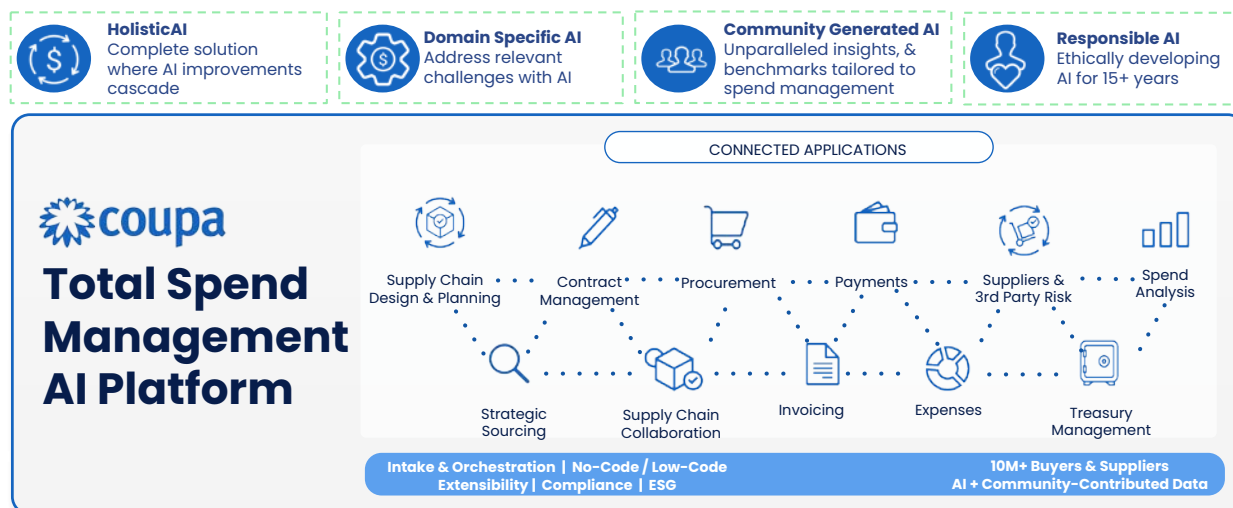 HolisticAI
Complete solution
where AI improvements
cascade
Domain Specific AI
Address relevant
challenges with AI
Community Generated AI
Unparalleled insights, &
benchmarks tailored to
spend management
Responsible AI
Ethically developing
AI for 15+ years
CONNECTED APPLICATIONS
coupa
Total Spend
Management
AI Platform
Supply Chain
Design & Planning
Contract
Management
Procurement
Payments
Suppliers &
3rd Party Risk
Spend
Analysis
Strategic
Sourcing
Supply Chain
Collaboration
Invoicing
Expenses
Treasury
Management
Intake & Orchestration | No-Code / Low-Code
Extensibility | Compliance | ESG
10M+ Buyers & Suppliers
AI + Community-Contributed Data